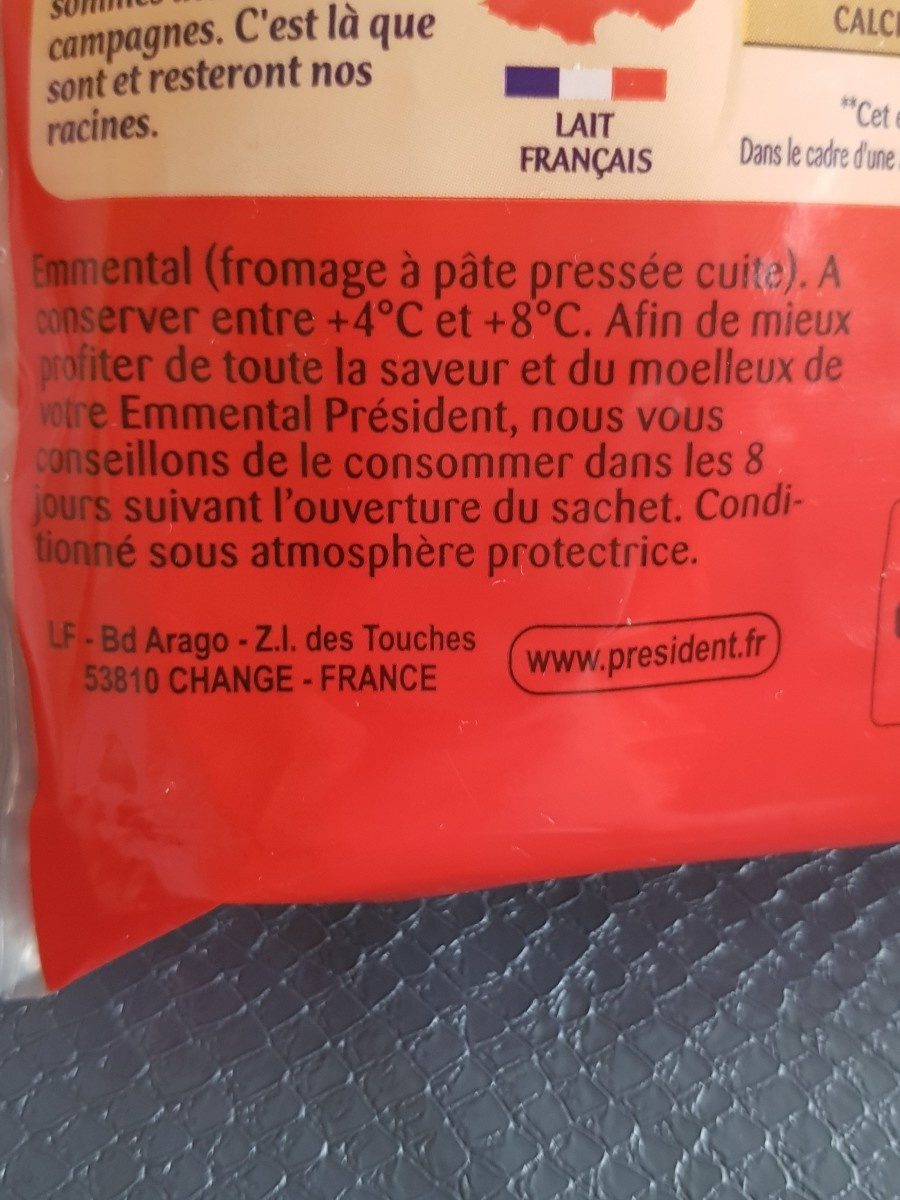 campagnes. C'est là que
sont et resteront nos
racines.
LAIT
FRANÇAIS
**Cet
Dans le cadre d'une
Emmental (fromage à pâte pressée cuite). A
conserver entre +4°C et +8°C. Afin de mieux
profiter de toute la saveur et du moelleux de
votre Emmental Président, nous vous
conseillons de le consommer dans les 8
jours suivant l'ouverture du sachet. Condi-
tionné sous atmosphère protectrice.
LF - Bd Arago - Z.I. des Touches
53810 CHANGE - FRANCE
www.president.fr